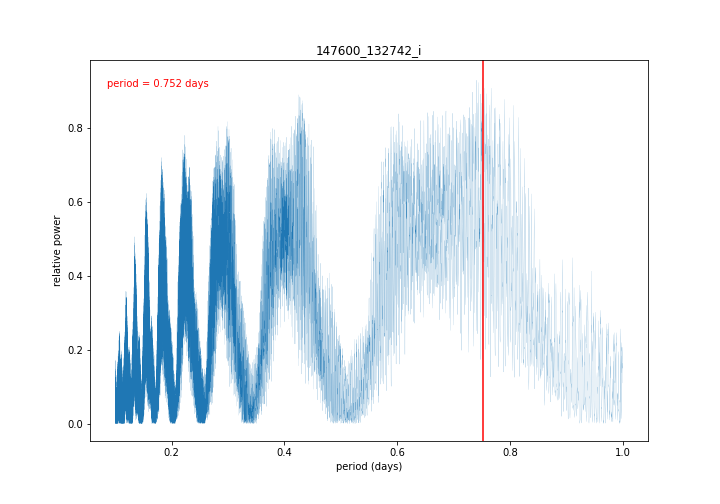 147600_132742_i
period = 0.752 days
relative power
0.8
0.6
0.4
0.2
0.0
0.2 0.4 0.6 0.8 1.0
period (days)